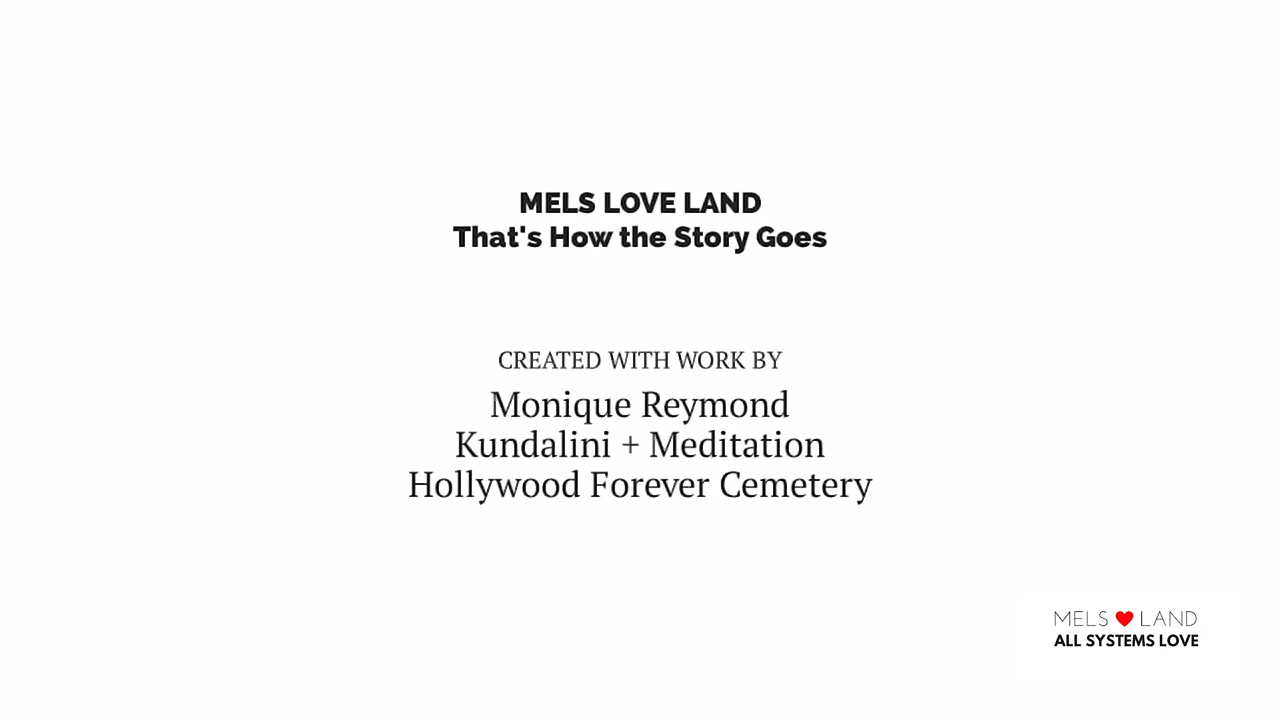 MELS LOVE LAND
That's How the Story Goes
CREATED WITH WORK BY
Monique Reymond
Kundalini + Meditation
Hollywood Forever Cemetery
MELS ❤ LAND
ALL SYSTEMS LOVE